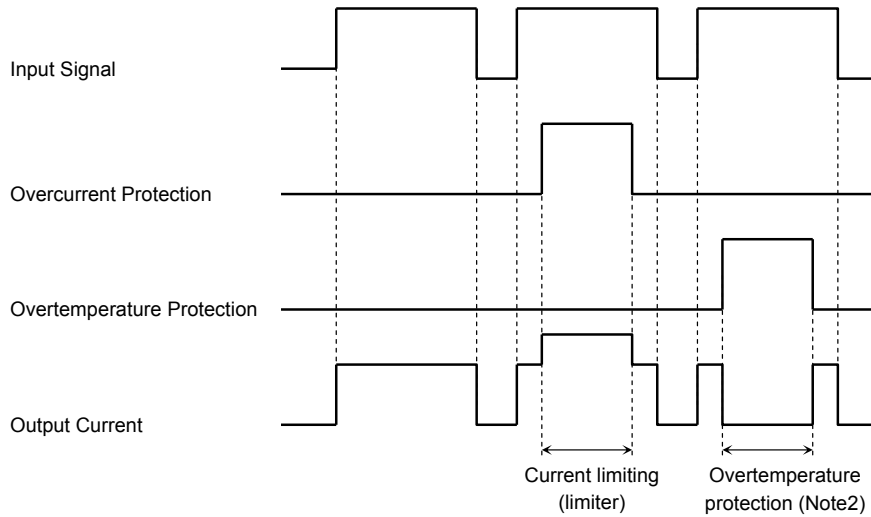 Input Signal
Overcurrent Protection
Overtemperature Protection
Output Current
Current limiting
(limiter)
Overtemperature
protection (Note2)